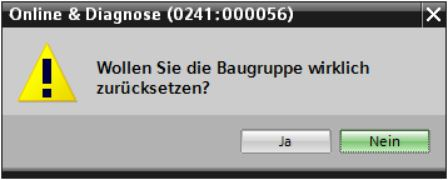 Online & Diagnose (0241:000056)
Wollen Sie die Baugruppe wirklich
zurücksetzen?
Ja
Nein